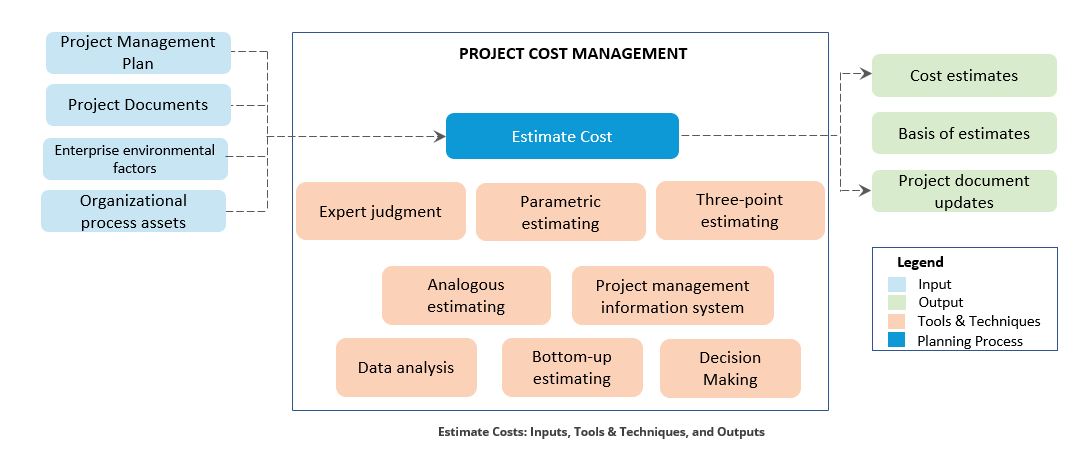 Project Management
Plan
Project Documents
Enterprise environmental
factors
Organizational
process assets
PROJECT COST MANAGEMENT
Estimate Cost
Expert judgment
Parametric
estimating
Three-point
estimating
Analogous
estimating
Project management
information system
Data analysis
Bottom-up
estimating
Decision
Making
Cost estimates
Basis of estimates
Project document
updates
Legend
Input
Output
Tools & Techniques
Planning Process
Estimate Costs: Inputs, Tools & Techniques, and Outputs